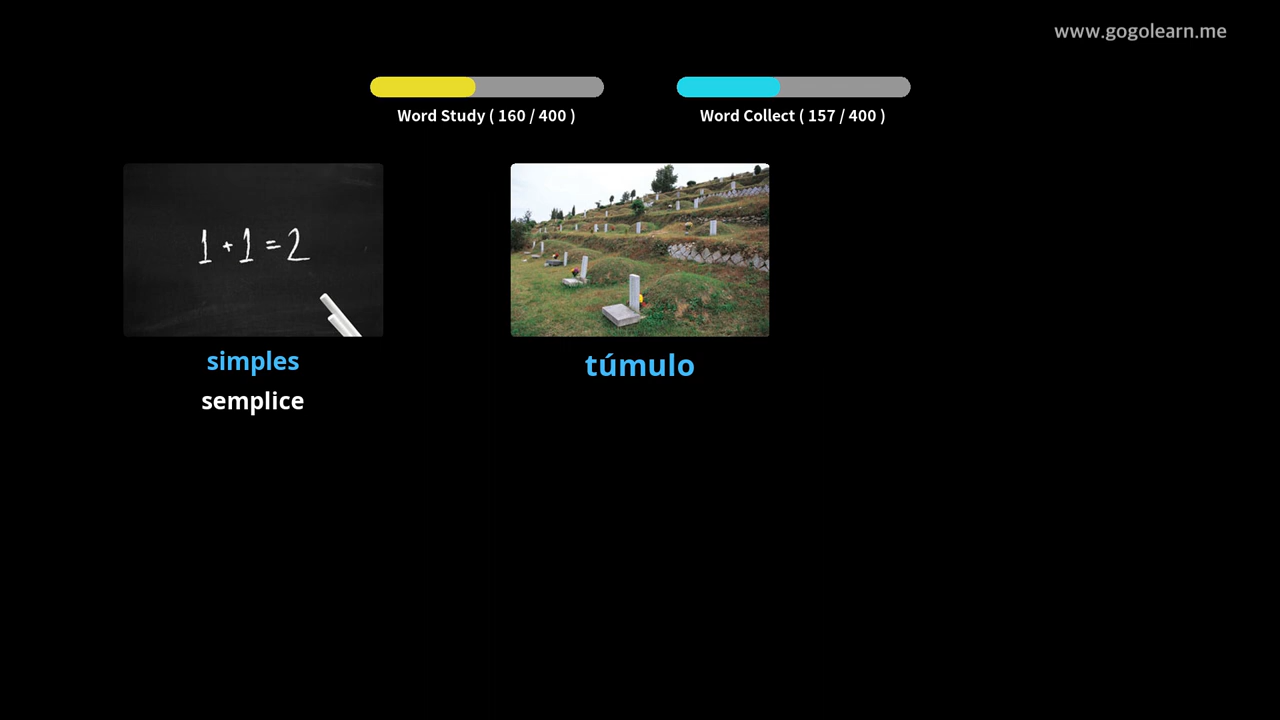 www.gogolearn.me
Word Study ( 160 / 400 )
Word Collect ( 157 / 400 )
1 + 1 = 2
simples
semplice
túmulo